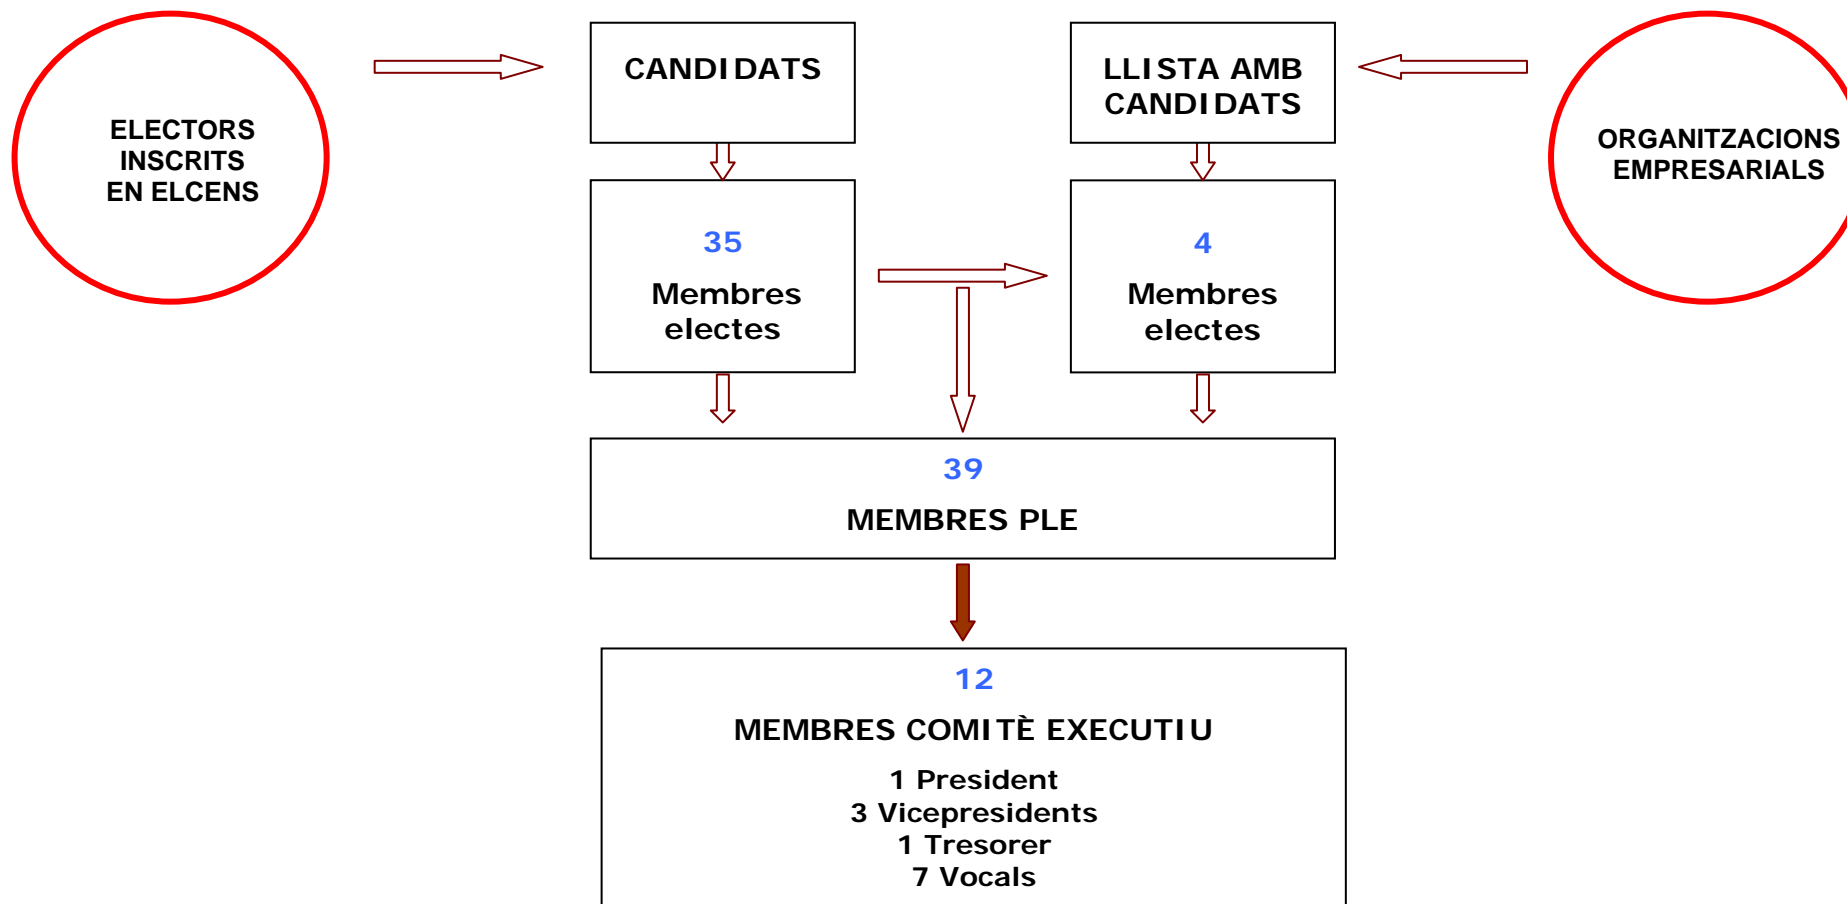 ELECTORS
INSCRITS
EN ELCENS
CANDIDATS
LLISTA AMB
CANDIDATS
ORGANITZACIONS
EMPRESARIALS
35
Membres
electes
4
Membres
electes
39
MEMBRES PLE
12
MEMBRES COMITÈ EXECUTIU
1 President
3 Vicepresidents
1 Tresorer
7 Vocals